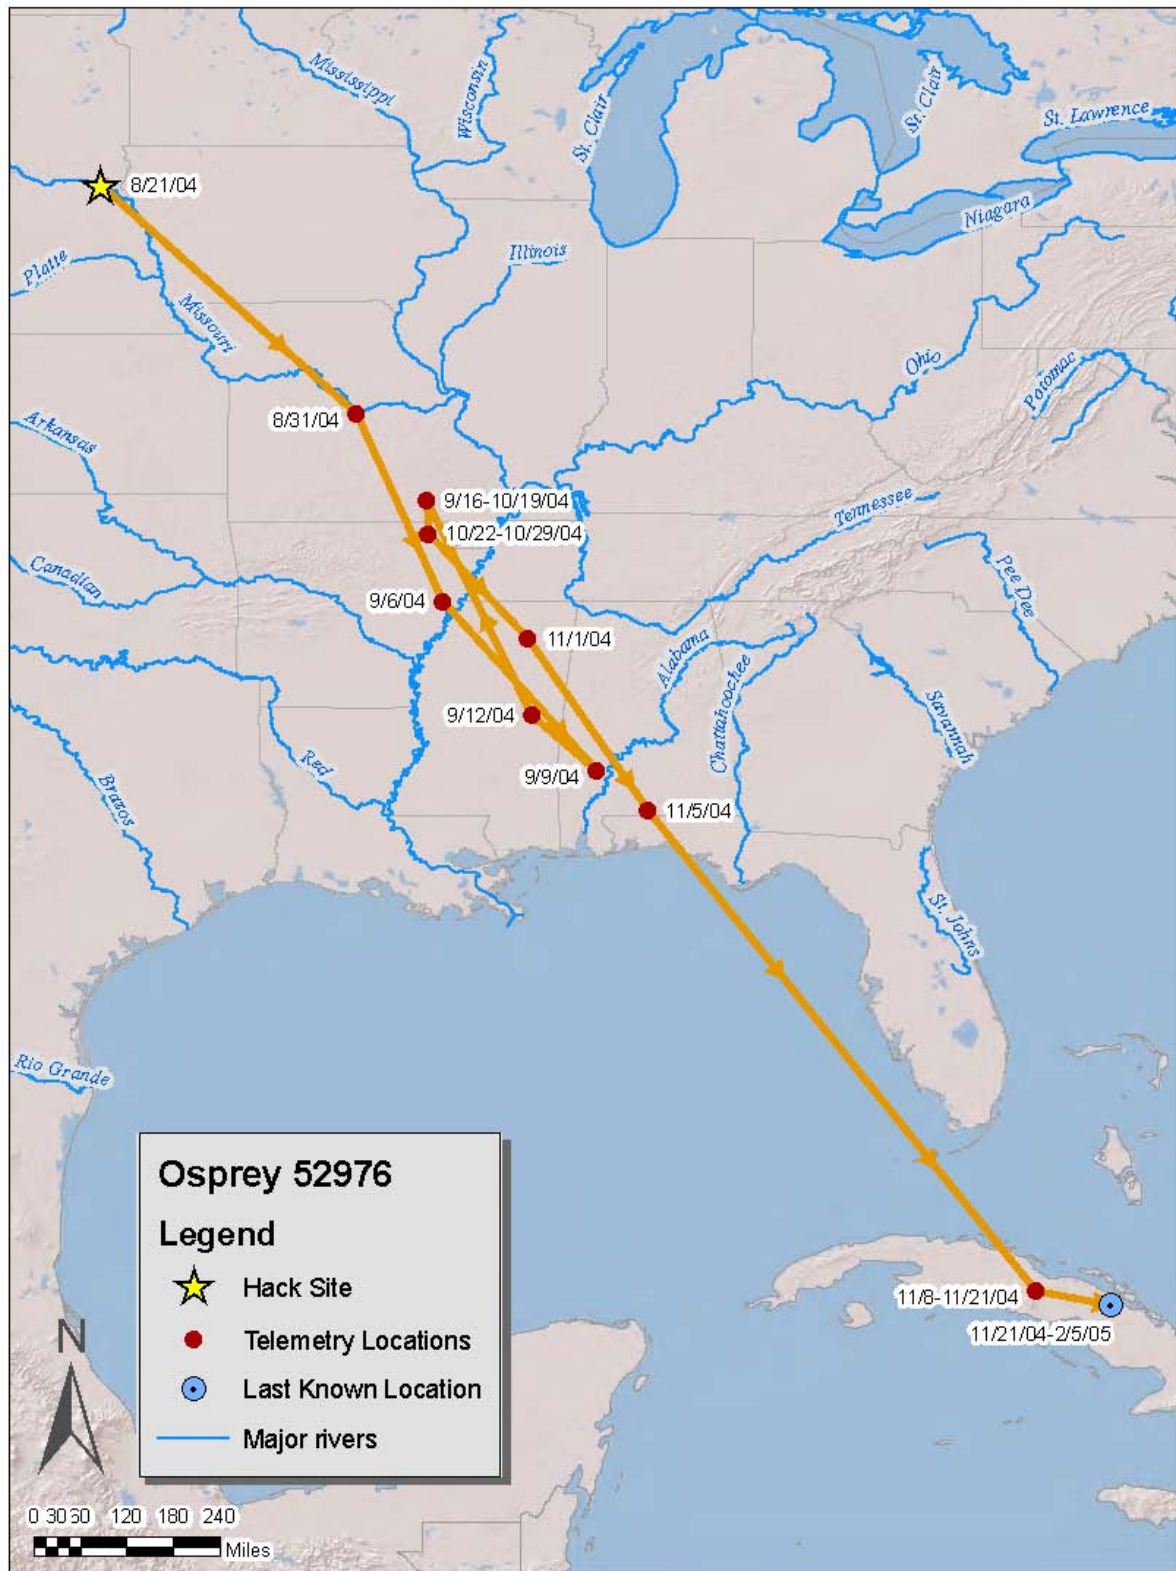 Mississippi
Wisconsin
St. Clair
St. Clair
St. Lawrence
8/21/04
Niagara
Platte
Illinois
Missouri
Ohio
Potomac
8/31/04
Arkansas
9/16-10/19/04
Tennessee
10/22-10/29/04
Canadian
Pee Dee
9/6/04
11/1/04
Alabama
Chattahoochee
9/12/04
Savannah
Red
9/9/04
Brazos
11/5/04
St. Johns
Rio Grande
Osprey 52976
Legend
Hack Site
Telemetry Locations
Last Known Location
Major rivers
11/8-11/21/04
11/21/04-2/5/05
N
0 30 60 120 180 240
Miles